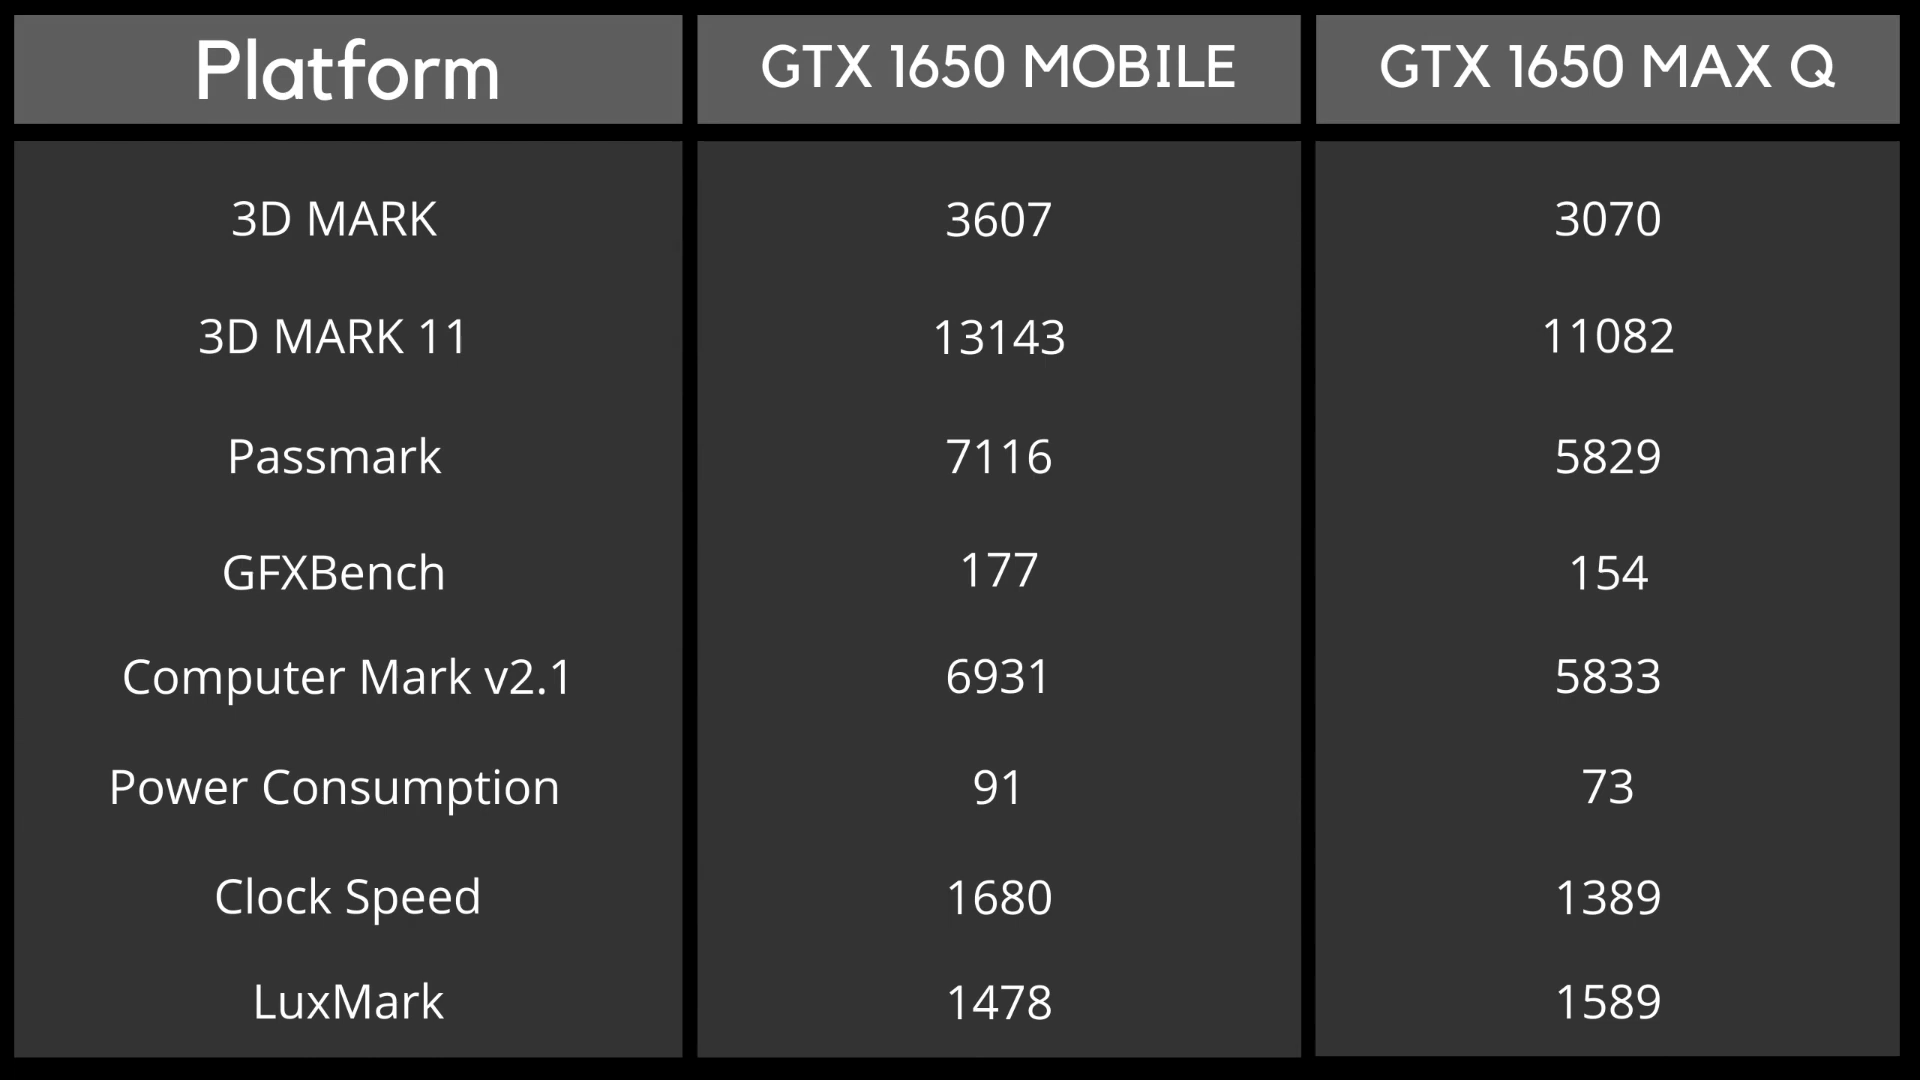 Platform GTX 1650 MOBILE GTX 1650 MAX Q
3D MARK 3607 3070
3D MARK 11 13143 11082
Passmark 7116 5829
GFXBench 177 154
Computer Mark v2.1 6931 5833
Power Consumption 91 73
Clock Speed 1680 1389
LuxMark 1478 1589